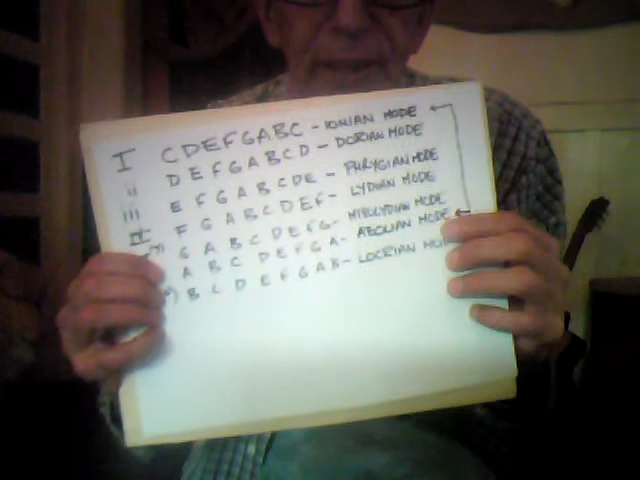 I CDEFGABC - IONIAN MODE
ii DEFGABCD - DORIAN MODE
iii EFGABCDE - PHRYGIAN MODE
IV FGABCDEF - LYDIAN MODE
GABCDEFG - MIXOLYDIAN MODE
ABCDEFGA - AEOLIAN MODE
BCDEFGAB - LOCRIAN